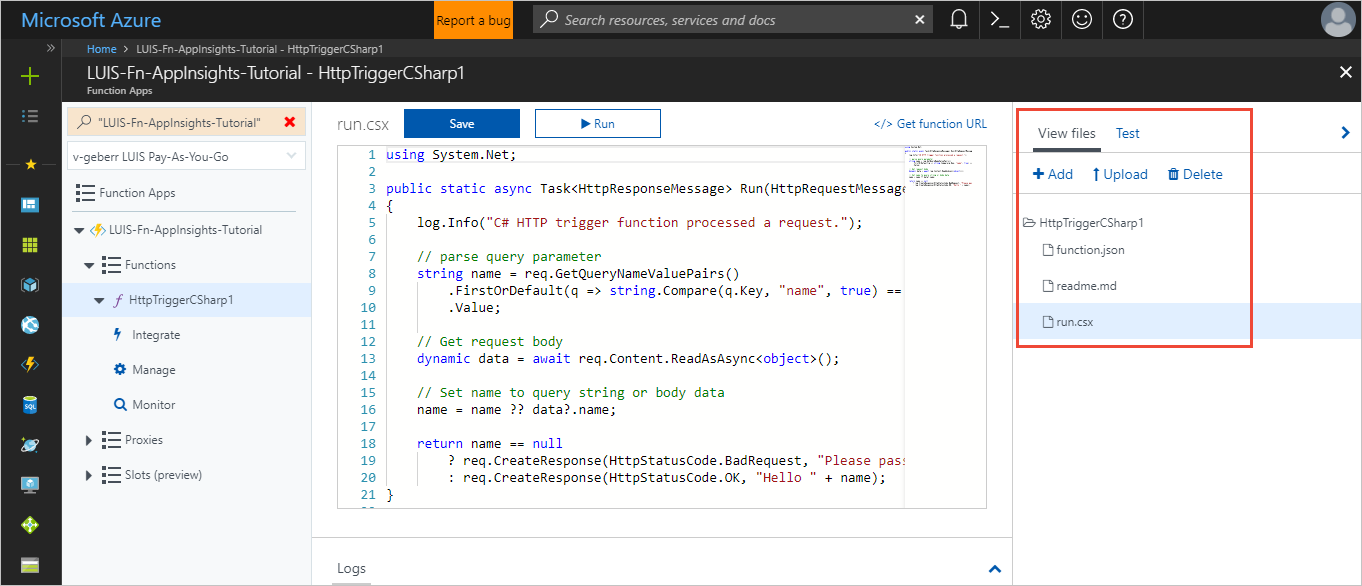 Microsoft Azure
Report a bug
Search resources, services and docs
Home > LUIS-Fn-AppInsights-Tutorial - HttpTriggerCSharp1
LUIS-Fn-AppInsights-Tutorial - HttpTriggerCSharp1
Function Apps
"LUIS-Fn-AppInsights-Tutorial"
v-geberr LUIS Pay-As-You-Go
Function Apps
LUIS-Fn-AppInsights-Tutorial
Functions
HttpTriggerCSharp1
Integrate
Manage
Monitor
Proxies
Slots (preview)
SQL
run.csx
Save
Run
</> Get function URL
1 using System.Net;
2
3 public static async Task<HttpResponseMessage> Run(HttpRequestMessage
4 {
5 log.Info("C# HTTP trigger function processed a request.");
6
7 // parse query parameter
8 string name = req.GetQueryNameValuePairs()
9 .FirstOrDefault(q => string.Compare(q.Key, "name", true) ==
10 .Value;
11
12 // Get request body
13 dynamic data = await req.Content.ReadAsAsync<object>();
14
15 // Set name to query string or body data
16 name = name ?? data?.name;
17
18 return name == null
19 ? req.CreateResponse(HttpStatusCode.BadRequest, "Please pas
20 : req.CreateResponse(HttpStatusCode.OK, "Hello " + name);
21 }
Logs
View files
Test
Add
Upload
Delete
HttpTriggerCSharp1
function.json
readme.md
run.csx